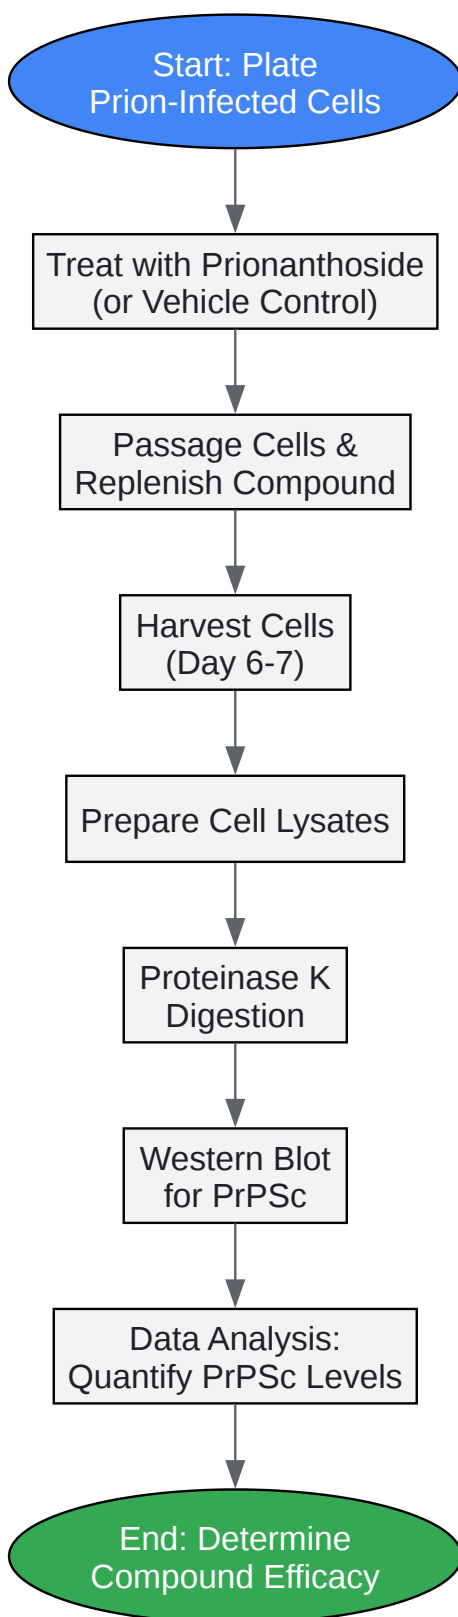 Start: Plate
Prion-Infected Cells
Treat with Prionanthoside
(or Vehicle Control)
Passage Cells &
Replenish Compound
Harvest Cells
(Day 6-7)
Prepare Cell Lysates
Proteinase K
Digestion
Western Blot
for PrPSc
Data Analysis:
Quantify PrPSc Levels
End: Determine
Compound Efficacy